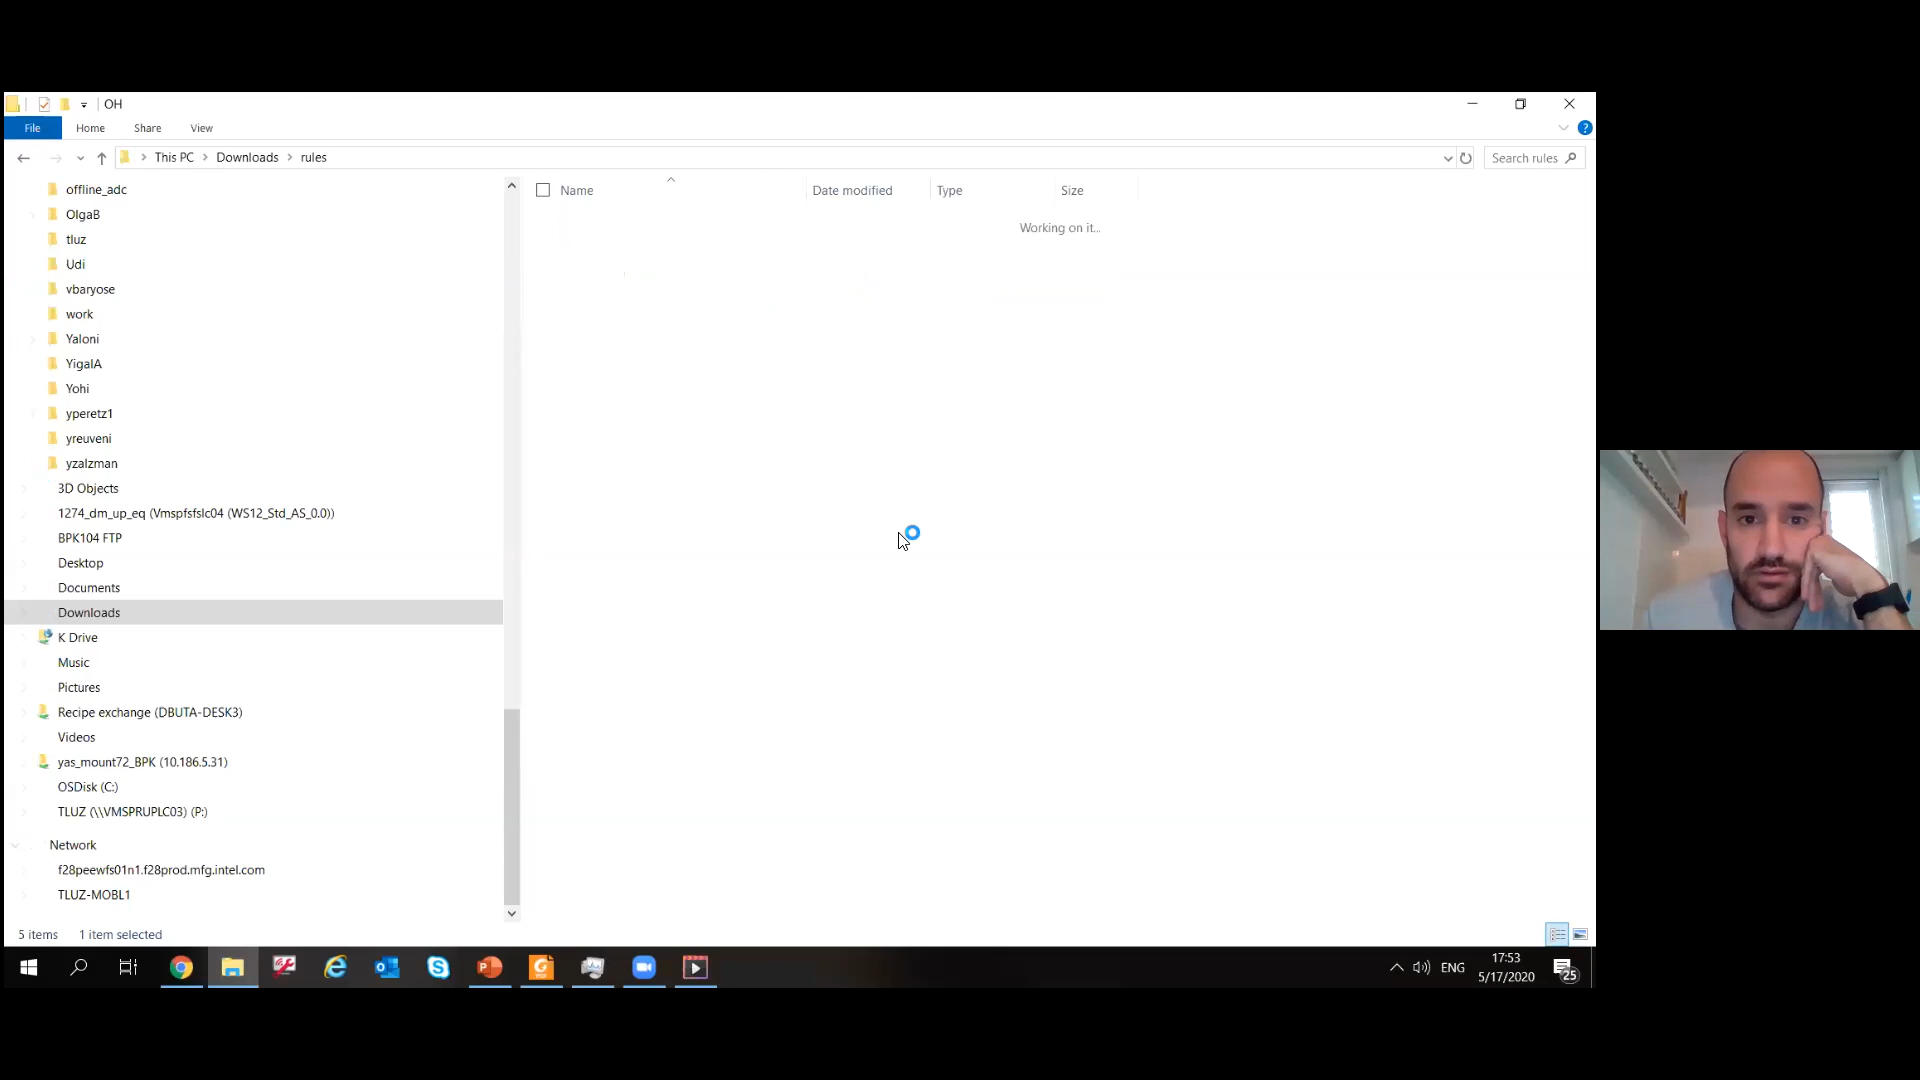 OH
File Home Share View
This PC Downloads rules
Search rules
Name Date modified Type Size
Working on it...
offline_adc
OlgaB
tluz
Udi
vbaryose
work
Yaloni
YigalA
Yohi
yperetz1
yreuveni
yzalzman
3D Objects
1274_dm_up_eq (Vmspfsfslc04 (WS12_Std_AS_0.0))
BPK104 FTP
Desktop
Documents
Downloads
K Drive
Music
Pictures
Recipe exchange (DBUTA-DESK3)
Videos
yas_mount72_BPK (10.186.5.31)
OSDisk (C:)
TLUZ (\\VMSPRUPLC03) (P:)
Network
f28peewfs01n1.f28prod.mfg.intel.com
TLUZ-MOBL1
5 items 1 item selected
ENG
17:53
5/17/2020
25